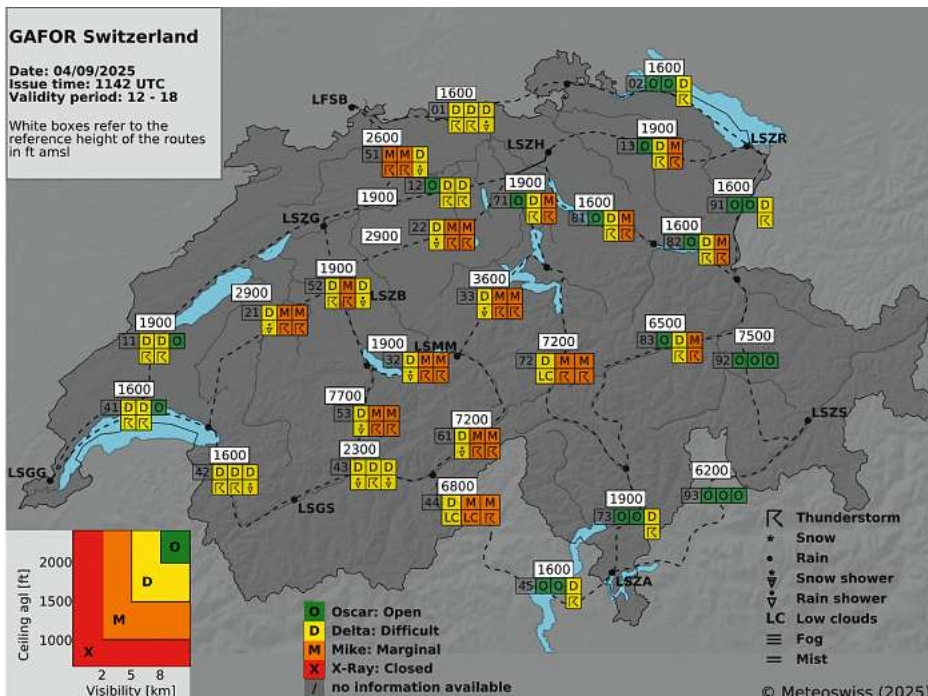 GAFOR Switzerland
Date: 04/09/2025
Issue time: 1142 UTC
Validity period: 12 - 18
White boxes refer to the
reference height of the routes
in ft amsl
1600
02 O O D
LFSB
1600
01 D D D
LSZH
1900
13 O D M
LSZR
2600
51 M M D
12 O D D
1900
1900
71 O D M
1600
81 O D M
1600
91 O O D
LSZG
2900
22 D M M
1600
82 O D M
1900
52 D M D
LSZB
3600
33 D M M
2900
21 D M M
1900
11 D D O
1900
LSMM
32 D M M
7200
72 D M M
LC
6500
83 O D M
7500
92 O O O
1600
41 D D O
7700
53 D M M
7200
61 D M M
LSZS
LSGG
1600
42 D D D
2300
43 D D D
LSGS
6800
44 D M M
LC LC
6200
93 O O O
1900
73 O O D
1600
45 O O D
LSZA
Thunderstorm
Snow
Rain
Snow shower
Rain shower
LC Low clouds
Fog
Mist
Ceiling agl [ft]
2000
1500
1000
O
D
M
X
2 5 8
Visibility [km]
O Oscar: Open
D Delta: Difficult
M Mike: Marginal
X X-Ray: Closed
/ no information available
© Meteoswiss (2025)